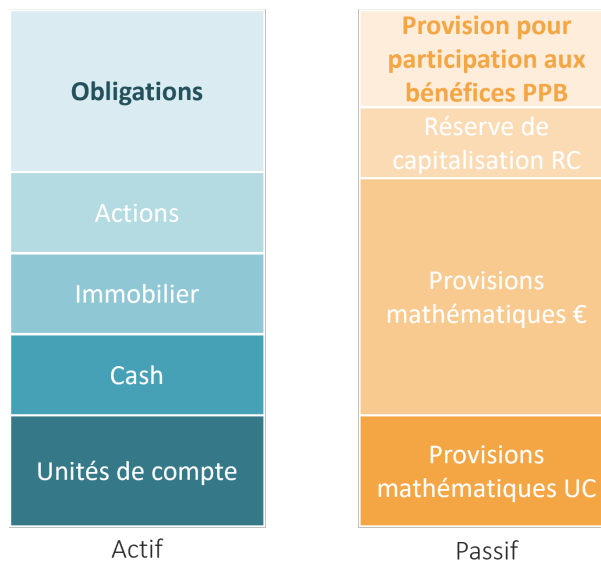 Obligations
Actions
Immobilier
Cash
Unités de compte
Actif
Provision pour
participation aux
bénéfices PPB
Réserve de
capitalisation RC
Provisions
mathématiques €
Provisions
mathématiques UC
Passif